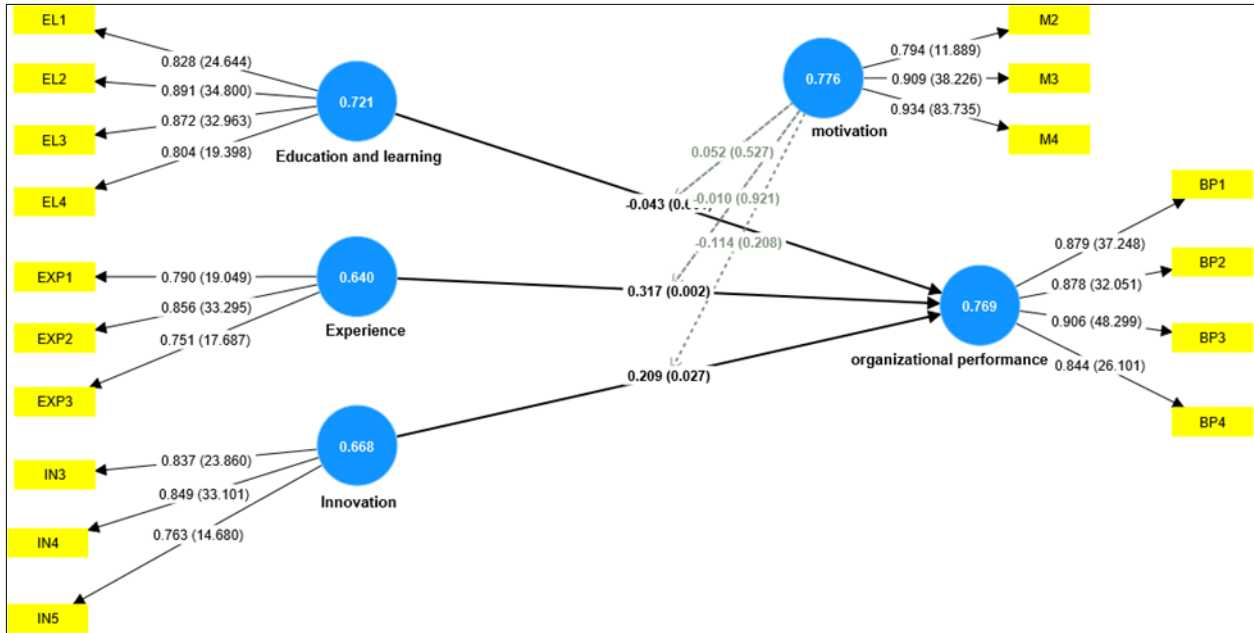 EL1
EL2
EL3
EL4
0.828 (24.644)
0.891 (34.800)
0.872 (32.963)
0.804 (19.398)
0.721
Education and learning
EXP1
EXP2
EXP3
0.790 (19.049)
0.856 (33.295)
0.751 (17.687)
0.640
Experience
IN3
IN4
IN5
0.837 (23.860)
0.849 (33.101)
0.763 (14.680)
0.668
Innovation
0.776
motivation
0.794 (11.889)
0.909 (38.226)
0.934 (83.735)
M2
M3
M4
0.052 (0.527)
-0.010 (0.921)
-0.114 (0.208)
-0.043
0.317 (0.002)
0.209 (0.027)
0.769
organizational performance
0.879 (37.248)
0.878 (32.051)
0.906 (48.299)
0.844 (26.101)
BP1
BP2
BP3
BP4